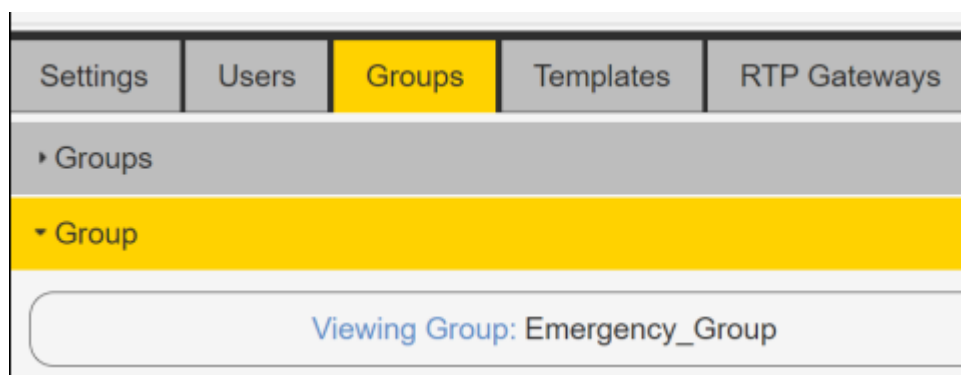 Settings Users Groups Templates RTP Gateways
Groups
Group
Viewing Group: Emergency_Group